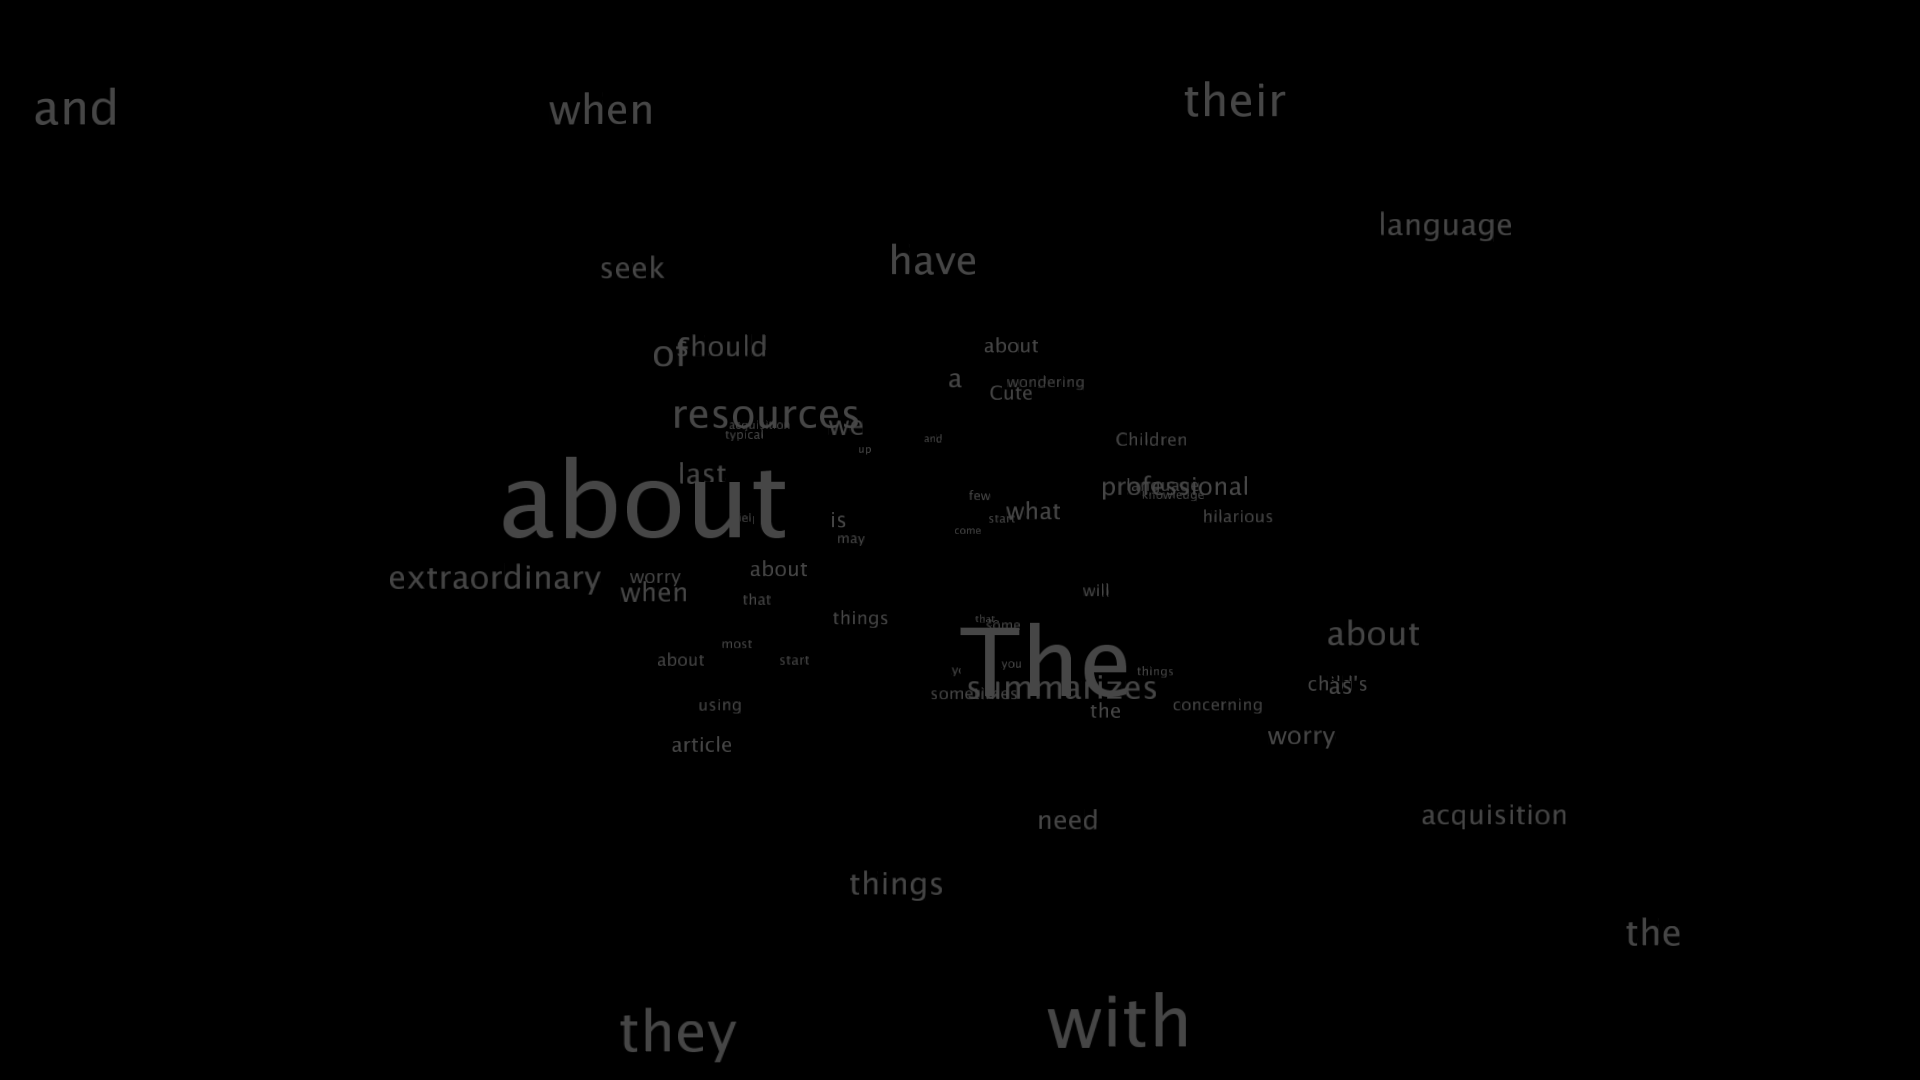 and
when
their
language
seek
have
of
should
about
a
wondering
Cute
resources
we
acquisition
typical
up
and
Children
last
about
professional
language
knowledge
few
what
start
hilarious
is
may
come
extraordinary
worry
when
about
that
things
will
that
some
The
about
most
about
start
you
things
summarizes
sometimes
child's
as
using
the
concerning
article
worry
need
acquisition
things
the
they
with